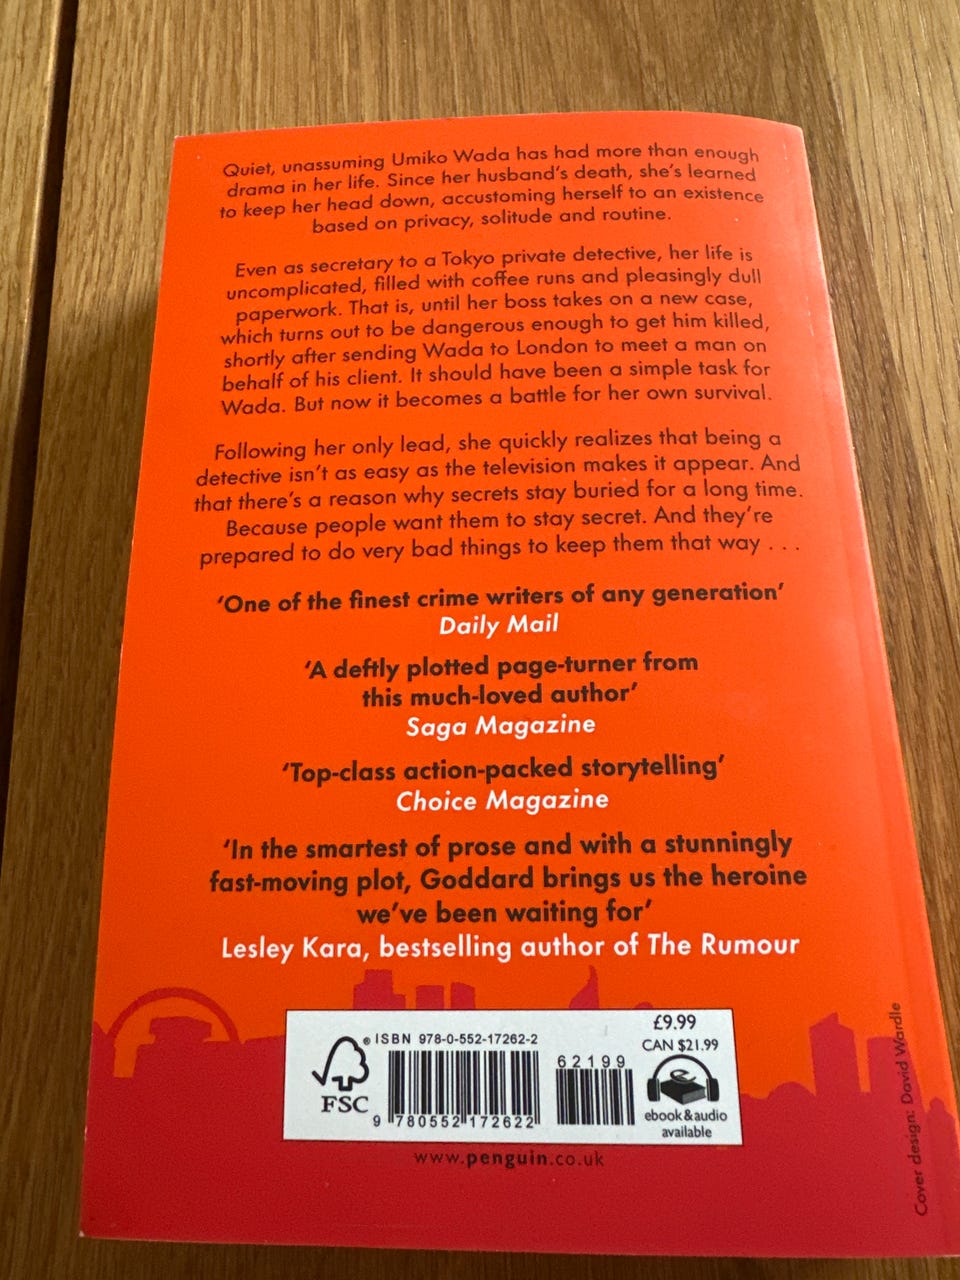 Quiet, unassuming Umiko Wada has had more than enough
drama in her life. Since her husband's death, she's learned
to keep her head down, accustoming herself to an existence
based on privacy, solitude and routine.
Even as secretary to a Tokyo private detective, her life is
uncomplicated, filled with coffee runs and pleasingly dull
paperwork. That is, until her boss takes on a new case,
which turns out to be dangerous enough to get him killed,
shortly after sending Wada to London to meet a man on
behalf of his client. It should have been a simple task for
Wada. But now it becomes a battle for her own survival.
Following her only lead, she quickly realizes that being a
detective isn't as easy as the television makes it appear. And
that there's a reason why secrets stay buried for a long time.
Because people want them to stay secret. And they're
prepared to do very bad things to keep them that way . . .
'One of the finest crime writers of any generation'
Daily Mail
'A deftly plotted page-turner from
this much-loved author'
Saga Magazine
'Top-class action-packed storytelling'
Choice Magazine
'In the smartest of prose and with a stunningly
fast-moving plot, Goddard brings us the heroine
we've been waiting for'
Lesley Kara, bestselling author of The Rumour
® FSC
ISBN 978-0-552-17262-2
9 780552 172622
62199
£9.99
CAN $21.99
e
ebook & audio
available
www.penguin.co.uk
Cover design: David Wardle